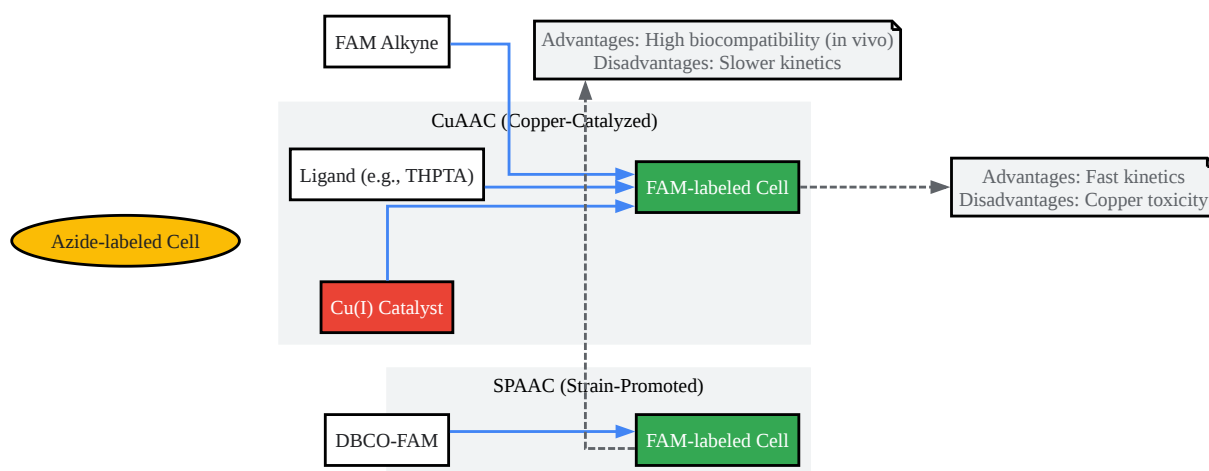 FAM Alkyne
Advantages: High biocompatibility (in vivo)
Disadvantages: Slower kinetics
CuAAC (Copper-Catalyzed)
Ligand (e.g., THPTA)
FAM-labeled Cell
Advantages: Fast kinetics
Disadvantages: Copper toxicity
Azide-labeled Cell
Cu(I) Catalyst
SPAAC (Strain-Promoted)
DBCO-FAM
FAM-labeled Cell